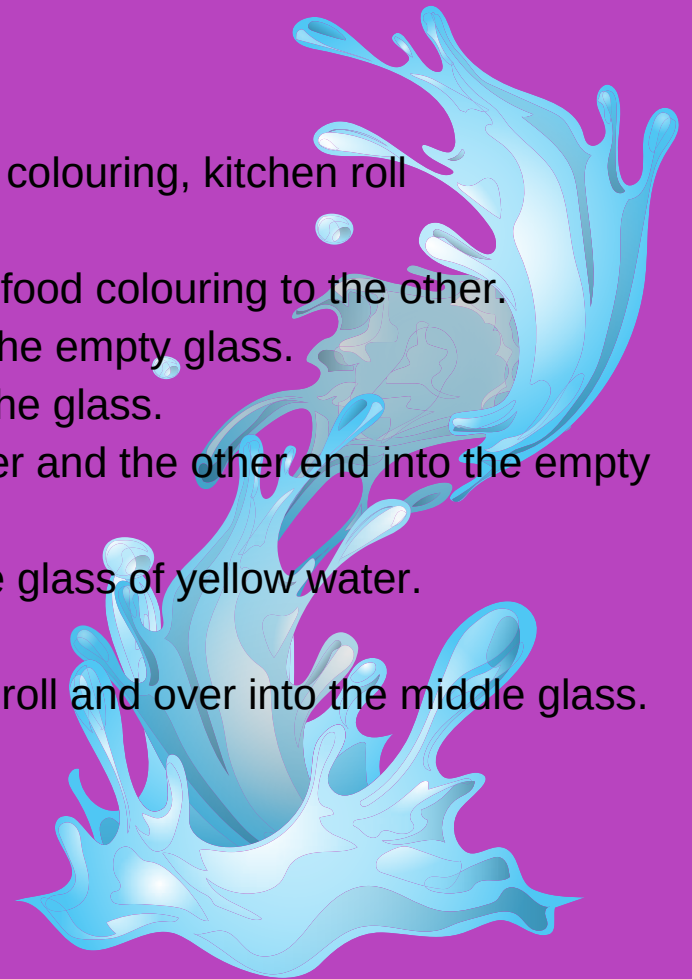 colouring, kitchen roll
food colouring to the other.
he empty glass.
he glass.
er and the other end into the empty
e glass of yellow water.
roll and over into the middle glass.